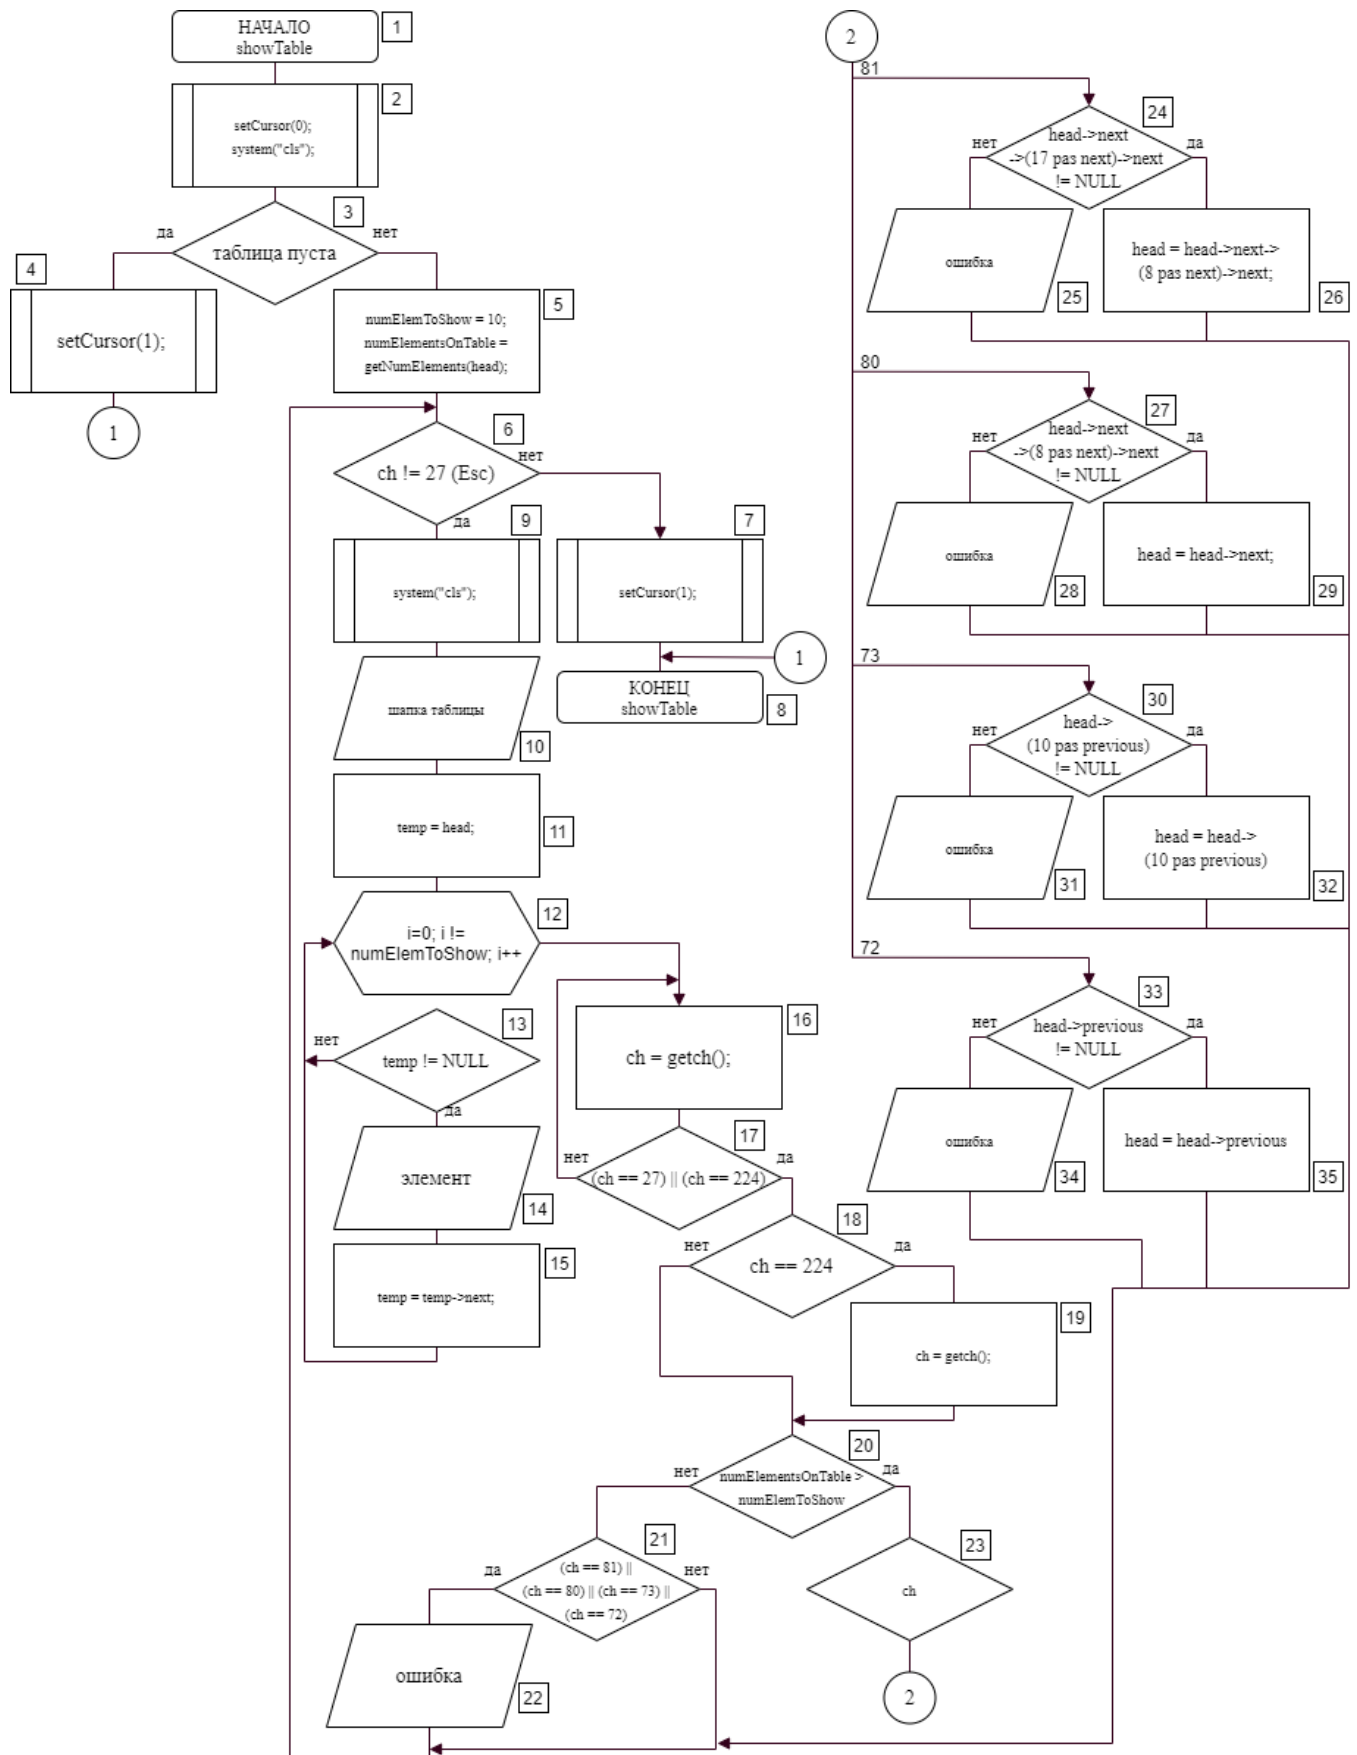 НАЧАЛО
showTable
1
setCursor(0);
system("cls");
2
таблица пуста
3
да
нет
4
setCursor(1);
1
numElemToShow = 10;
numElementsOnTable =
getNumElements(head);
5
ch != 27 (Esc)
6
нет
да
9
system("cls");
7
setCursor(1);
1
КОНЕЦ
showTable
8
шапка таблицы
10
temp = head;
11
i=0; i !=
numElemToShow; i++
12
temp != NULL
13
нет
да
элемент
14
temp = temp->next;
15
ch = getch();
16
(ch == 27) || (ch == 224)
17
нет
да
ch == 224
18
нет
да
ch = getch();
19
numElementsOnTable >
numElemToShow
20
нет
да
(ch == 81) ||
(ch == 80) || (ch == 73) ||
(ch == 72)
21
да
нет
ошибка
22
ch
23
2
2
81
head->next
->(17 раз next)->next
!= NULL
24
нет
да
ошибка
25
head = head->next->
(8 раз next)->next;
26
80
head->next
->(8 раз next)->next
!= NULL
27
нет
да
ошибка
28
head = head->next;
29
73
head->
(10 раз previous)
!= NULL
30
нет
да
ошибка
31
head = head->
(10 раз previous)
32
72
head->previous
!= NULL
33
нет
да
ошибка
34
head = head->previous
35